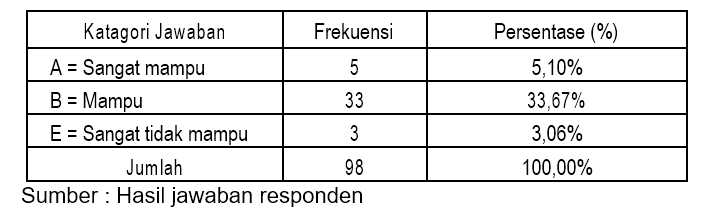 Katagori Jawaban Frekuensi Persentase (%)
A = Sangat mampu 5 5,10%
B = Mampu 33 33,67%
E = Sangat tidak mampu 3 3,06%
Jumlah 98 100,00%
Sumber : Hasil jawaban responden